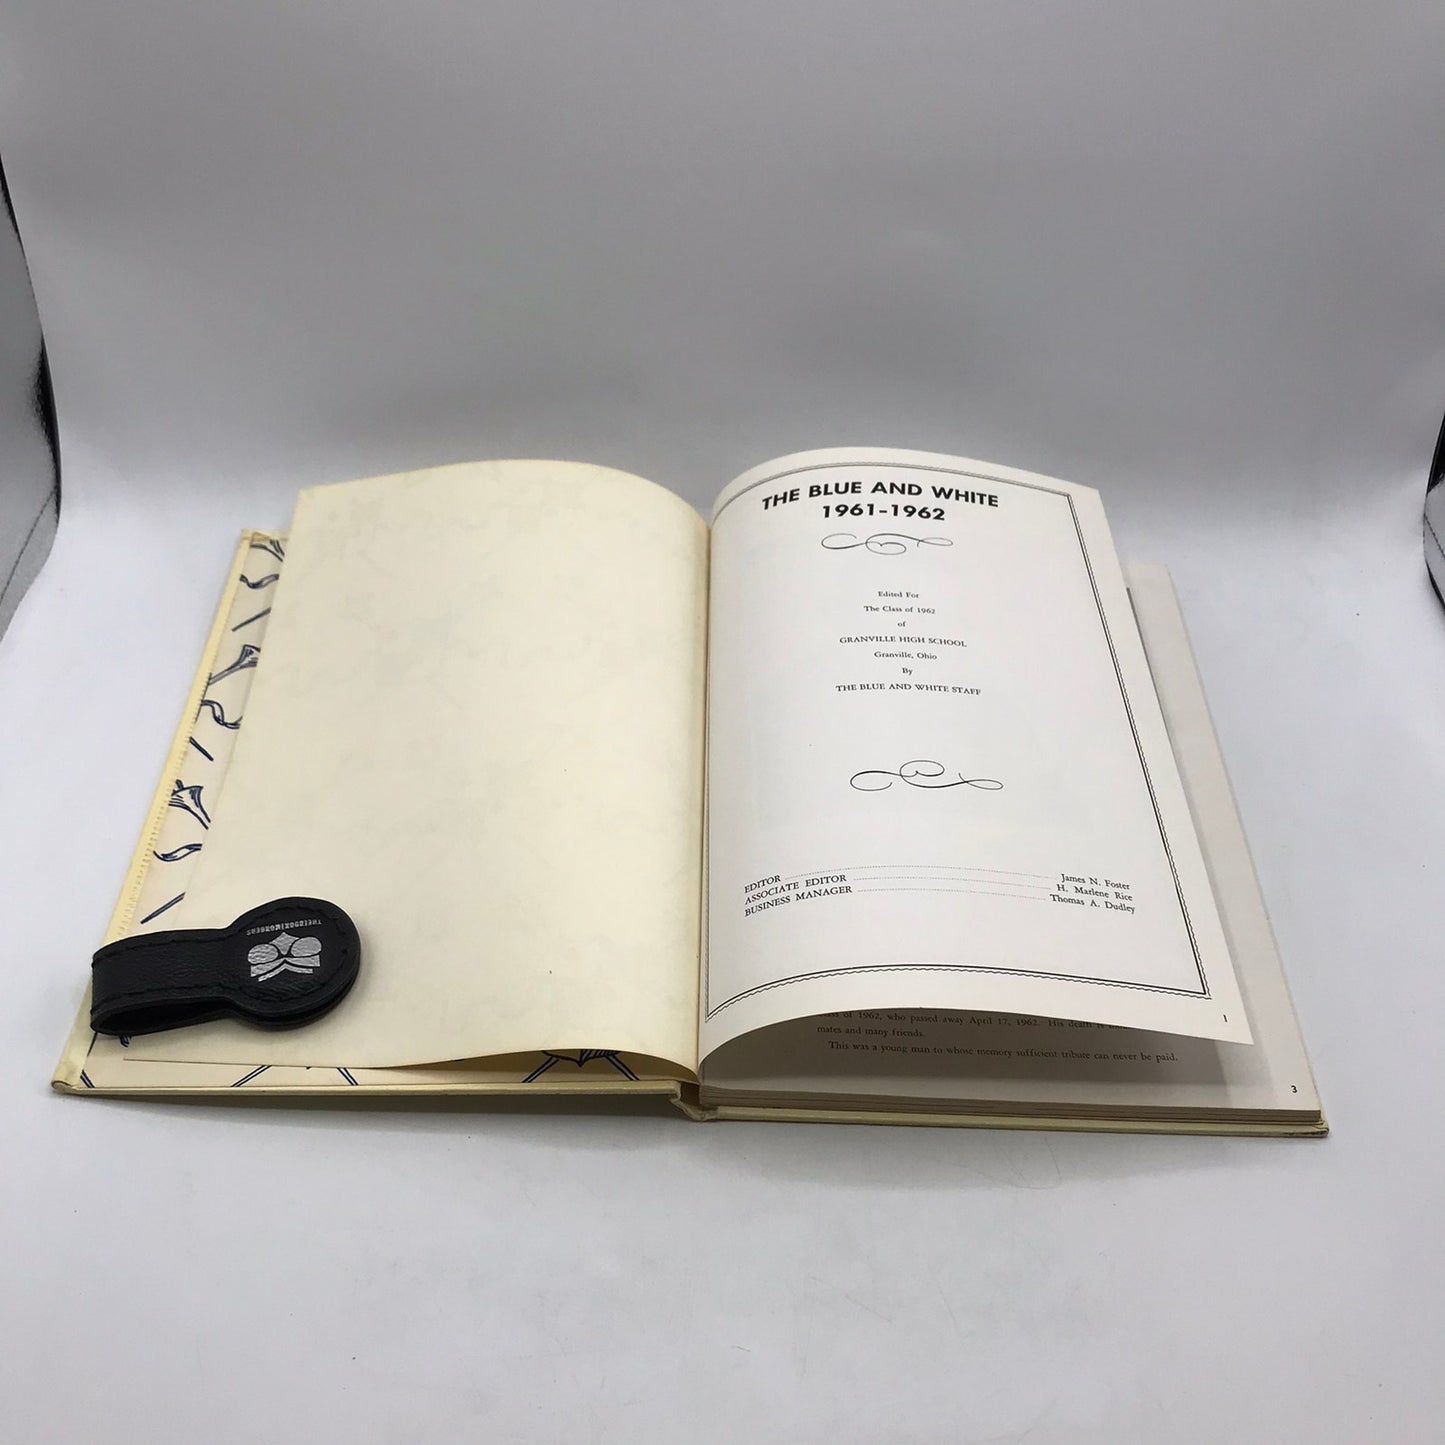 THE BLUE AND WHITE
1961-1962
Edited For
The Class of 1962
of
GRANVILLE HIGH SCHOOL
Granville, Ohio
By
THE BLUE AND WHITE STAFF
EDITOR James N. Foster
ASSOCIATE EDITOR H. Marlene Rice
BUSINESS MANAGER Thomas A. Dudley
1
of 1962, who passed away April 17, 1962. His death is
mates and many friends.
This was a young man to whose memory sufficient tribute can never be paid.
3